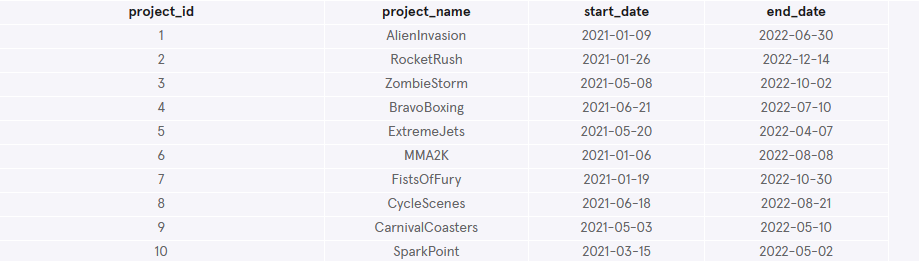 project_id project_name start_date end_date
1 AlienInvasion 2021-01-09 2022-06-30
2 RocketRush 2021-01-26 2022-12-14
3 ZombieStorm 2021-05-08 2022-10-02
4 BravoBoxing 2021-06-21 2022-07-10
5 ExtremeJets 2021-05-20 2022-04-07
6 MMA2K 2021-01-06 2022-08-08
7 FistsOfFury 2021-01-19 2022-10-30
8 CycleScenes 2021-06-18 2022-08-21
9 CarnivalCoasters 2021-05-03 2022-05-10
10 SparkPoint 2021-03-15 2022-05-02